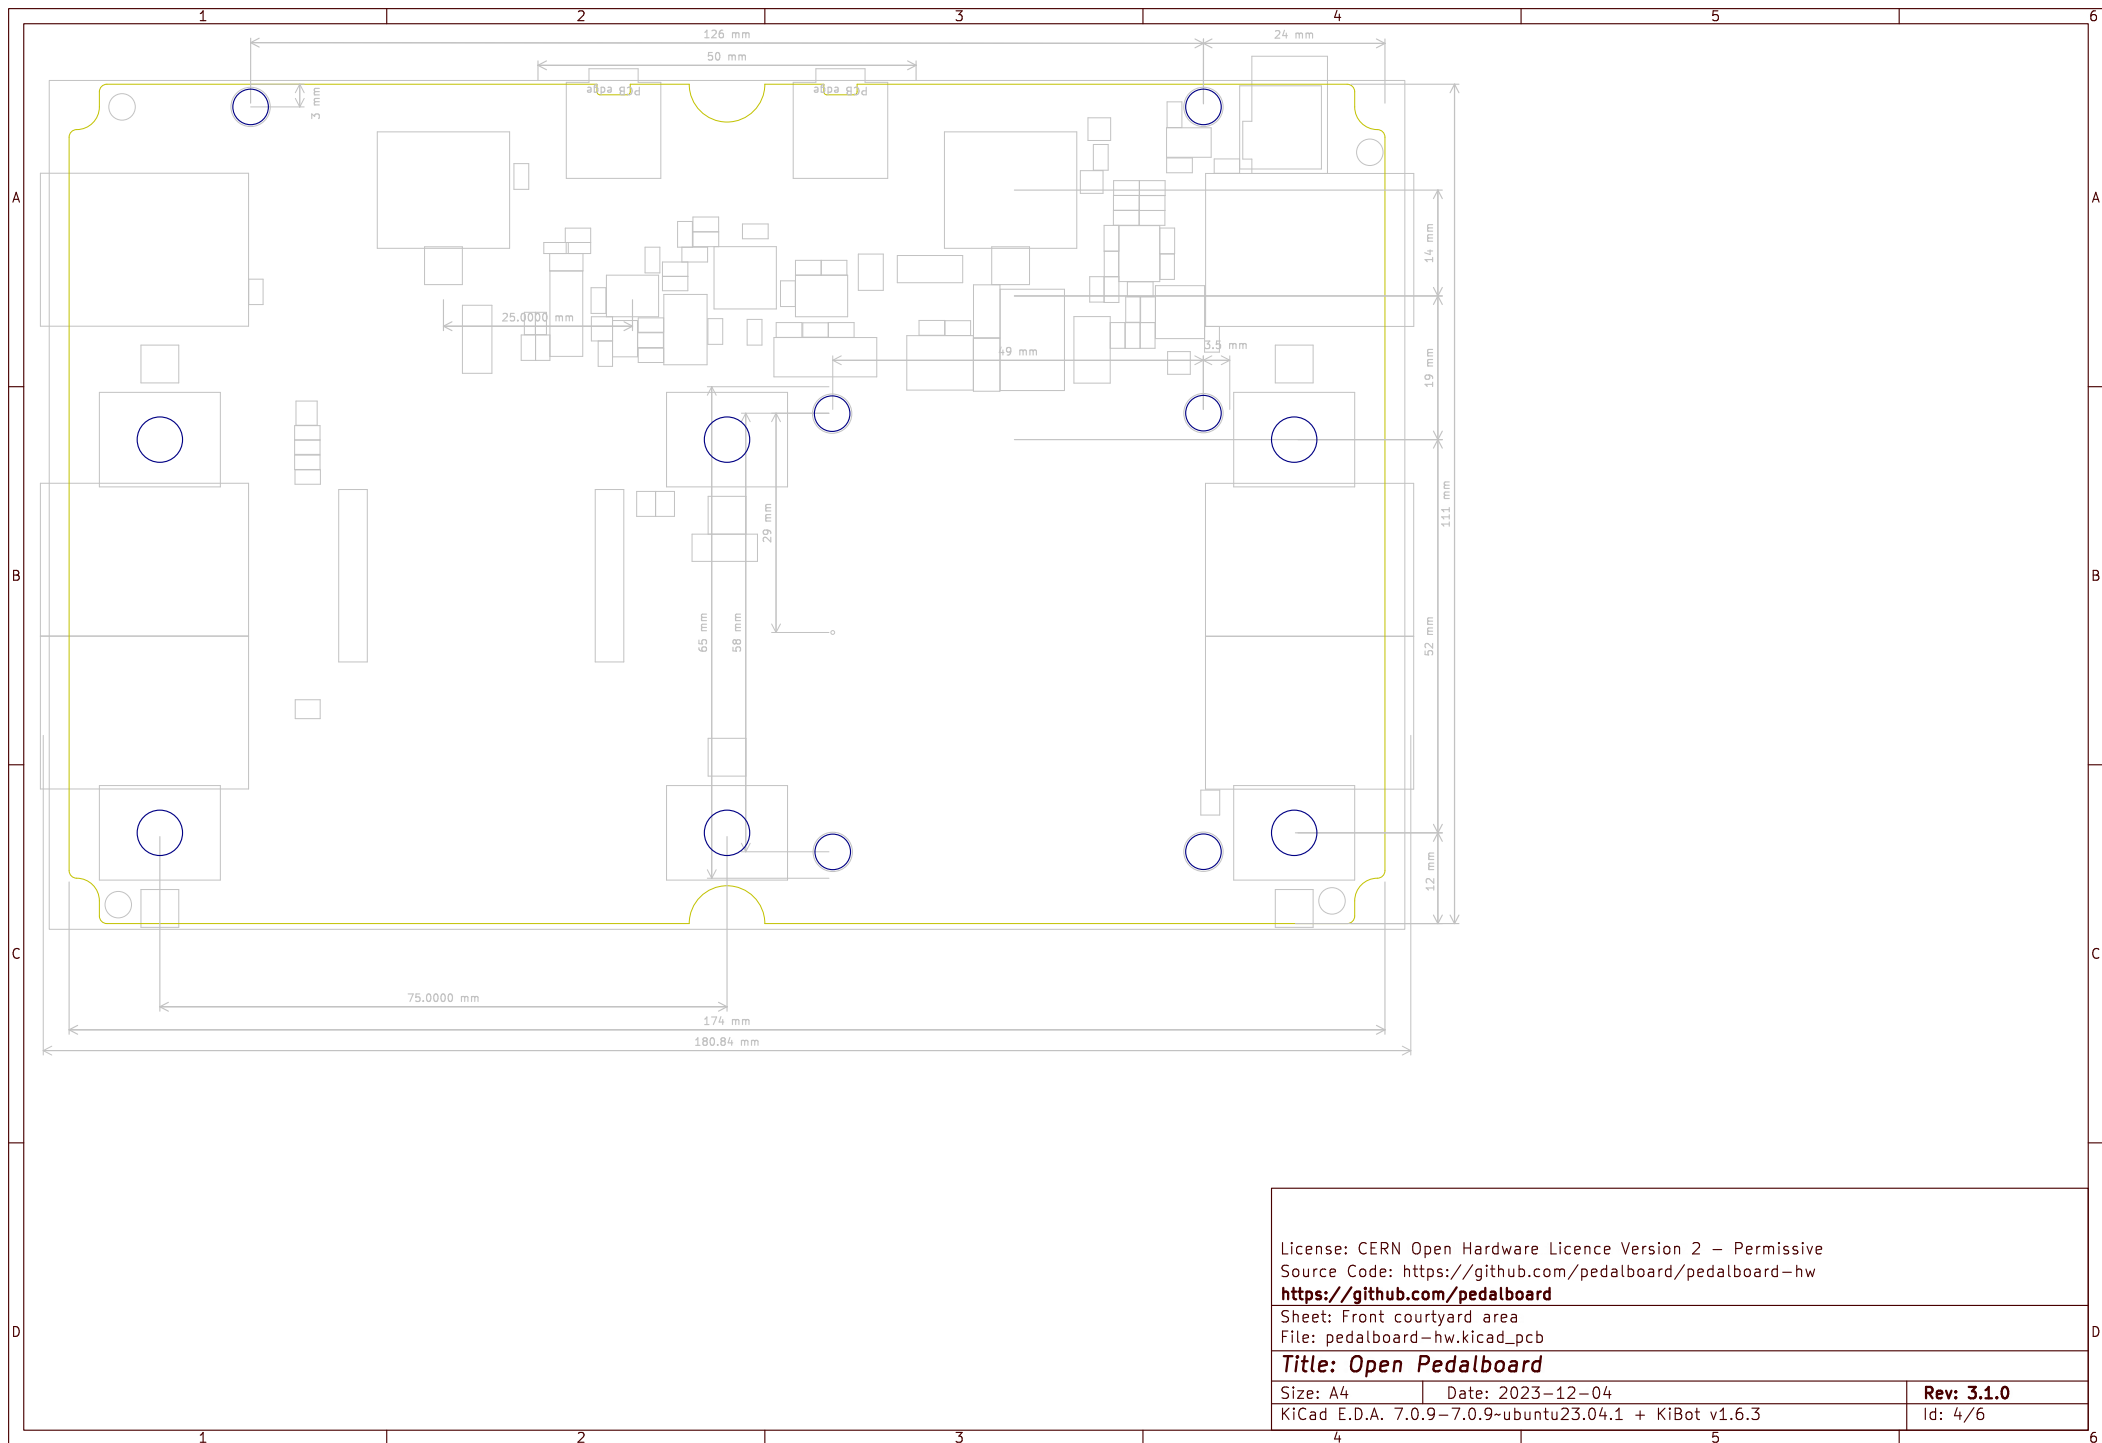 1 2 3 4 5 6
126 mm
24 mm
50 mm
PCB edge
PCB edge
3 mm
A
A
14 mm
25.0000 mm
49 mm
3.5 mm
19 mm
111 mm
29 mm
B
B
65 mm
58 mm
52 mm
12 mm
C
C
75.0000 mm
174 mm
180.84 mm
License: CERN Open Hardware Licence Version 2 - Permissive
Source Code: https://github.com/pedalboard/pedalboard-hw
https://github.com/pedalboard
Sheet: Front courtyard area
D
D
File: pedalboard-hw.kicad_pcb
Title: Open Pedalboard
Size: A4
Date: 2023-12-04
Rev: 3.1.0
KiCad E.D.A. 7.0.9-7.0.9~ubuntu23.04.1 + KiBot v1.6.3
Id: 4/6
1 2 3 4 5 6